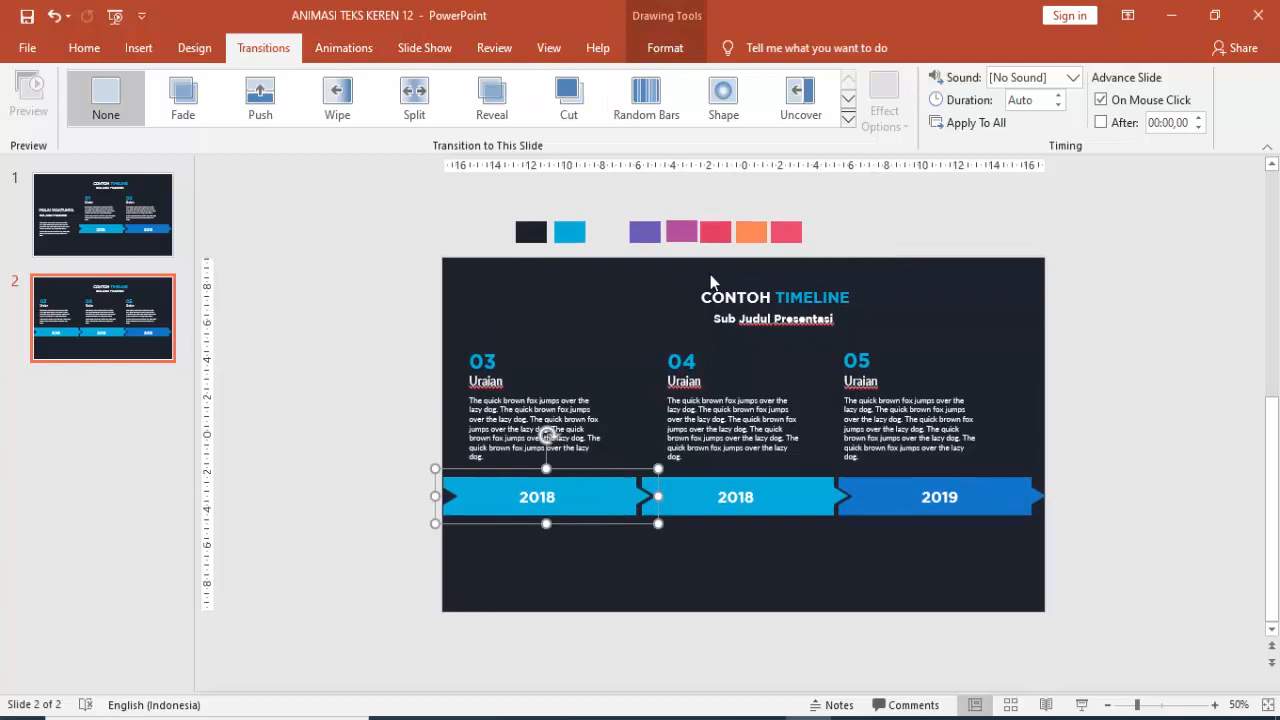 ANIMASI TEKS KEREN 12 - PowerPoint
Drawing Tools
Sign in
File Home Insert Design Transitions Animations Slide Show Review View Help Format Tell me what you want to do Share
Preview
None Fade Push Wipe Split Reveal Cut Random Bars Shape Uncover
Effect
Options
Sound: [No Sound]
Duration: Auto
Apply To All
Advance Slide
On Mouse Click
After: 00:00,00
Preview
Transition to This Slide
Timing
1
2
CONTOH TIMELINE
Sub Judul Presentasi
03
Uraian
The quick brown fox jumps over the
lazy dog. The quick brown fox jumps
over the lazy dog. The quick brown fox
jumps over the lazy dog. The quick
brown fox jumps over the lazy dog. The
quick brown fox jumps over the lazy
dog.
04
Uraian
The quick brown fox jumps over the
lazy dog. The quick brown fox jumps
over the lazy dog. The quick brown fox
jumps over the lazy dog. The quick
brown fox jumps over the lazy dog. The
quick brown fox jumps over the lazy
dog.
05
Uraian
The quick brown fox jumps over the
lazy dog. The quick brown fox jumps
over the lazy dog. The quick brown fox
jumps over the lazy dog. The quick
brown fox jumps over the lazy dog. The
quick brown fox jumps over the lazy
dog.
2018
2018
2019
Slide 2 of 2
English (Indonesia)
Notes
Comments
50%